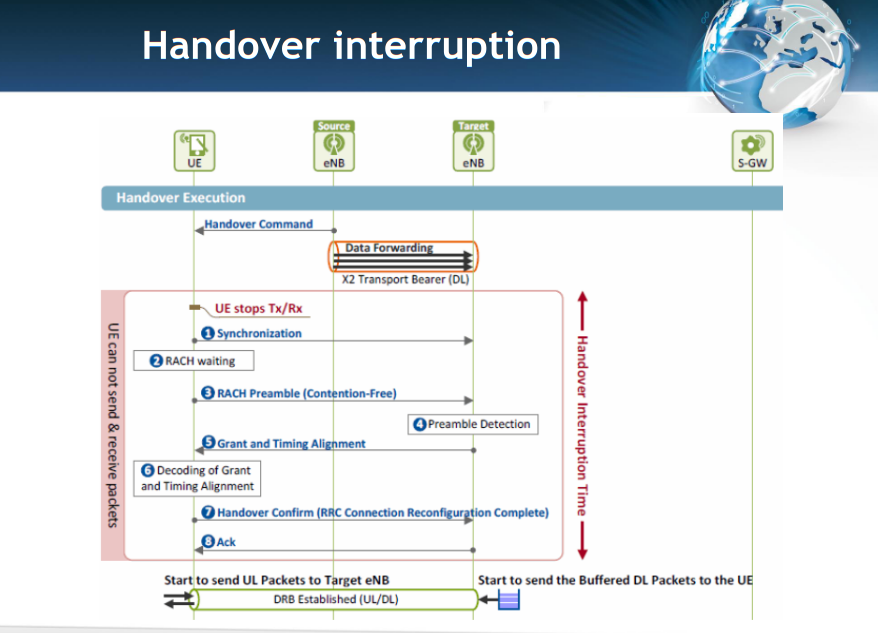 Handover interruption
Source
Target
UE
eNB
eNB
S-GW
Handover Execution
Handover Command
Data Forwarding
X2 Transport Bearer (DL)
UE can not send & receive packets
UE stops Tx/Rx
1 Synchronization
2 RACH waiting
3 RACH Preamble (Contention-Free)
4 Preamble Detection
5 Grant and Timing Alignment
6 Decoding of Grant
and Timing Alignment
7 Handover Confirm (RRC Connection Reconfiguration Complete)
8 Ack
Handover Interruption Time
Start to send UL Packets to Target eNB
Start to send the Buffered DL Packets to the UE
DRB Established (UL/DL)